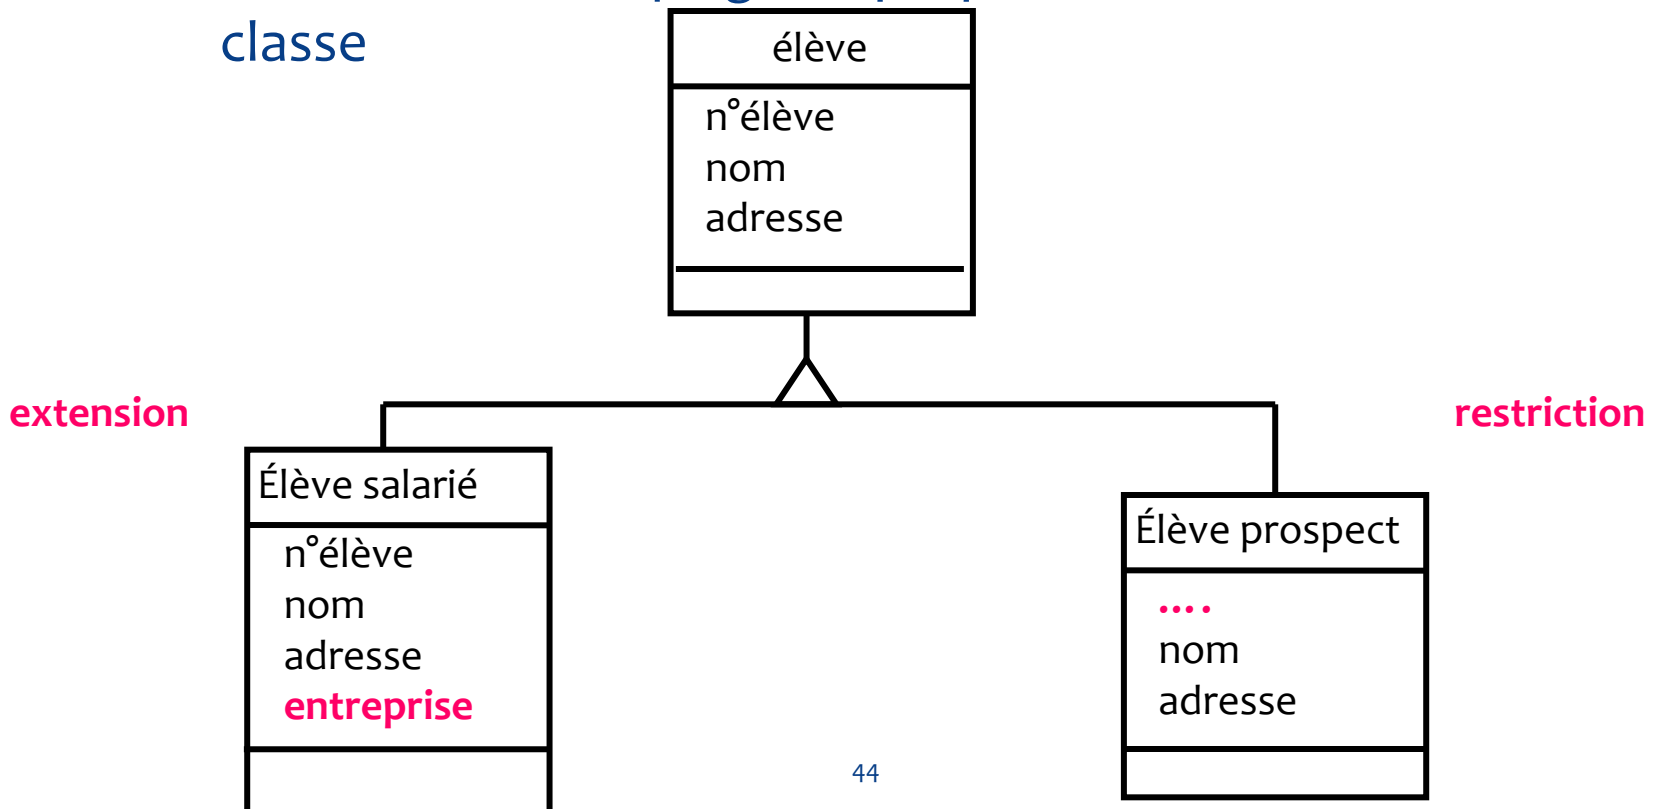 classe
élève
n°élève
nom
adresse
extension
restriction
Élève salarié
n°élève
nom
adresse
entreprise
Élève prospect
....
nom
adresse
44